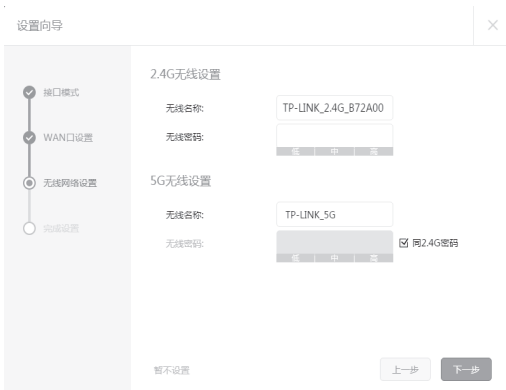 设置向导
接口模式
WAN口设置
无线网络设置
完成设置
2.4G无线设置
无线名称: TP-LINK_2.4G_B72A00
无线密码:
低 中 高
5G无线设置
无线名称: TP-LINK_5G
无线密码: 同2.4G密码
低 中 高
暂不设置 上一步 下一步